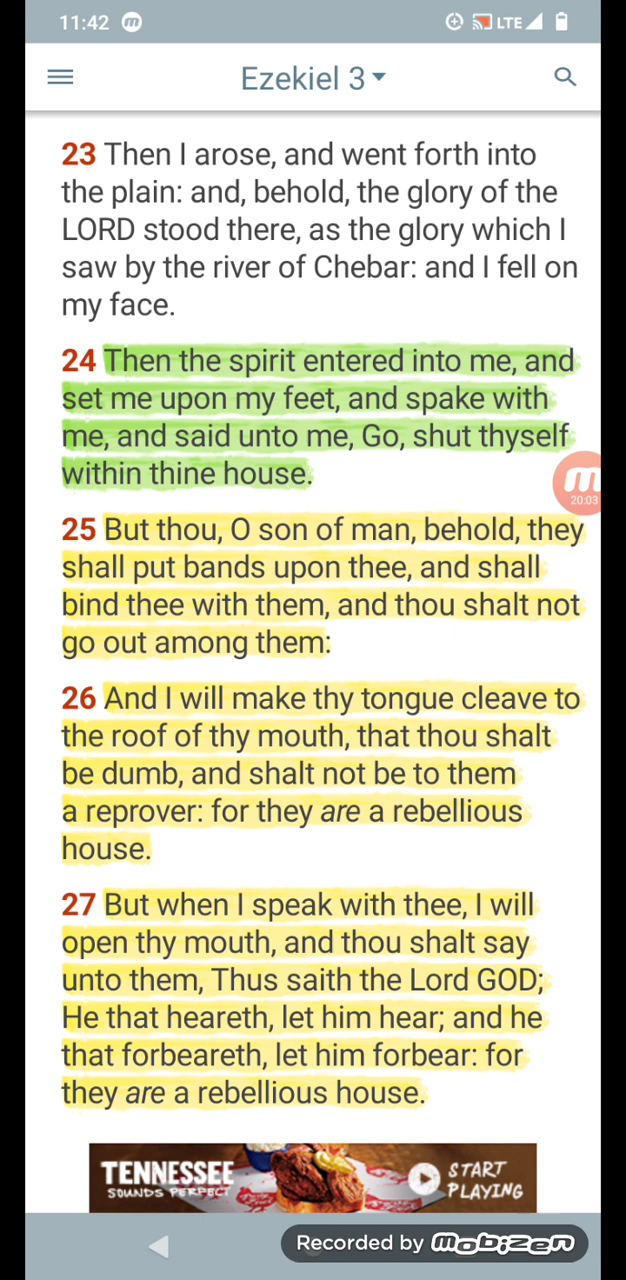 11:42 m LTE
Ezekiel 3
23 Then I arose, and went forth into
the plain: and, behold, the glory of the
LORD stood there, as the glory which I
saw by the river of Chebar: and I fell on
my face.
24 Then the spirit entered into me, and
set me upon my feet, and spake with
me, and said unto me, Go, shut thyself
within thine house.
m
20:03
25 But thou, O son of man, behold, they
shall put bands upon thee, and shall
bind thee with them, and thou shalt not
go out among them:
26 And I will make thy tongue cleave to
the roof of thy mouth, that thou shalt
be dumb, and shalt not be to them
a reprover: for they are a rebellious
house.
27 But when I speak with thee, I will
open thy mouth, and thou shalt say
unto them, Thus saith the Lord GOD;
He that heareth, let him hear; and he
that forbeareth, let him forbear: for
they are a rebellious house.
TENNESSEE
SOUNDS PERFECT
START
PLAYING
Recorded by mobizen